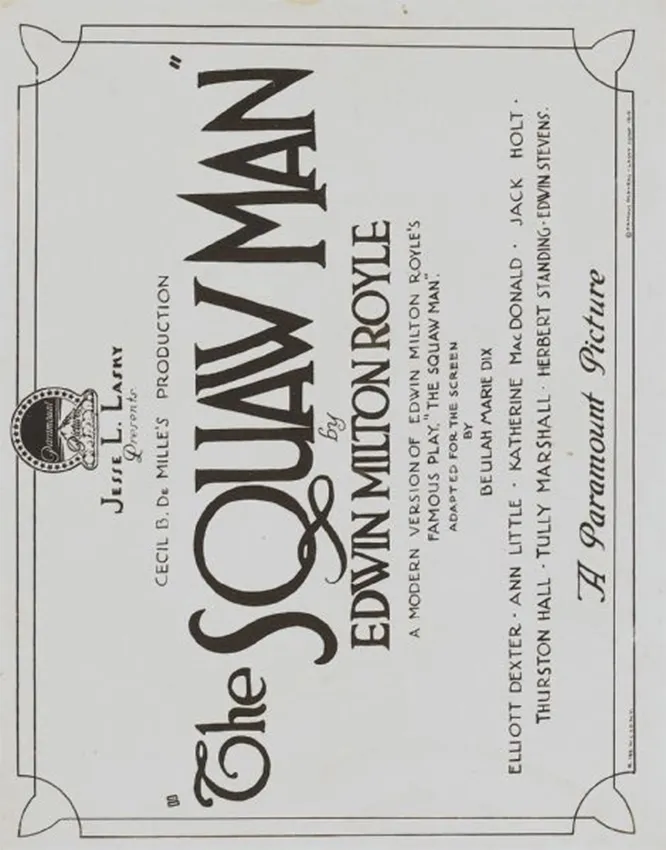 Paramount
Pictures
JESSE L. LASKY
Presents
CECIL B. DE MILLE'S PRODUCTION
"The SQUAW MAN"
by
EDWIN MILTON ROYLE
A MODERN VERSION OF EDWIN MILTON ROYLE'S
FAMOUS PLAY, "THE SQUAW MAN".
ADAPTED FOR THE SCREEN
BY
BEULAH MARIE DIX
ELLIOTT DEXTER · ANN LITTLE · KATHERINE MACDONALD · JACK HOLT ·
THURSTON HALL · TULLY MARSHALL · HERBERT STANDING · EDWIN STEVENS.
A Paramount Picture